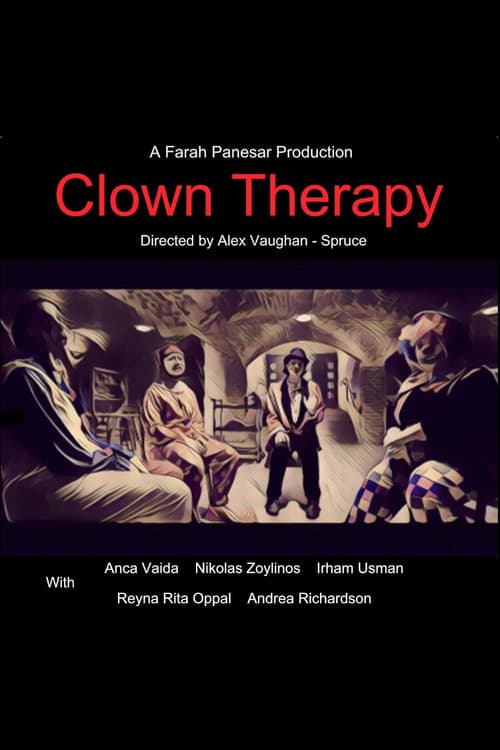 A Farah Panesar Production
Clown Therapy
Directed by Alex Vaughan - Spruce
Anca Vaida Nikolas Zoylinos Irham Usman
With
Reyna Rita Oppal Andrea Richardson